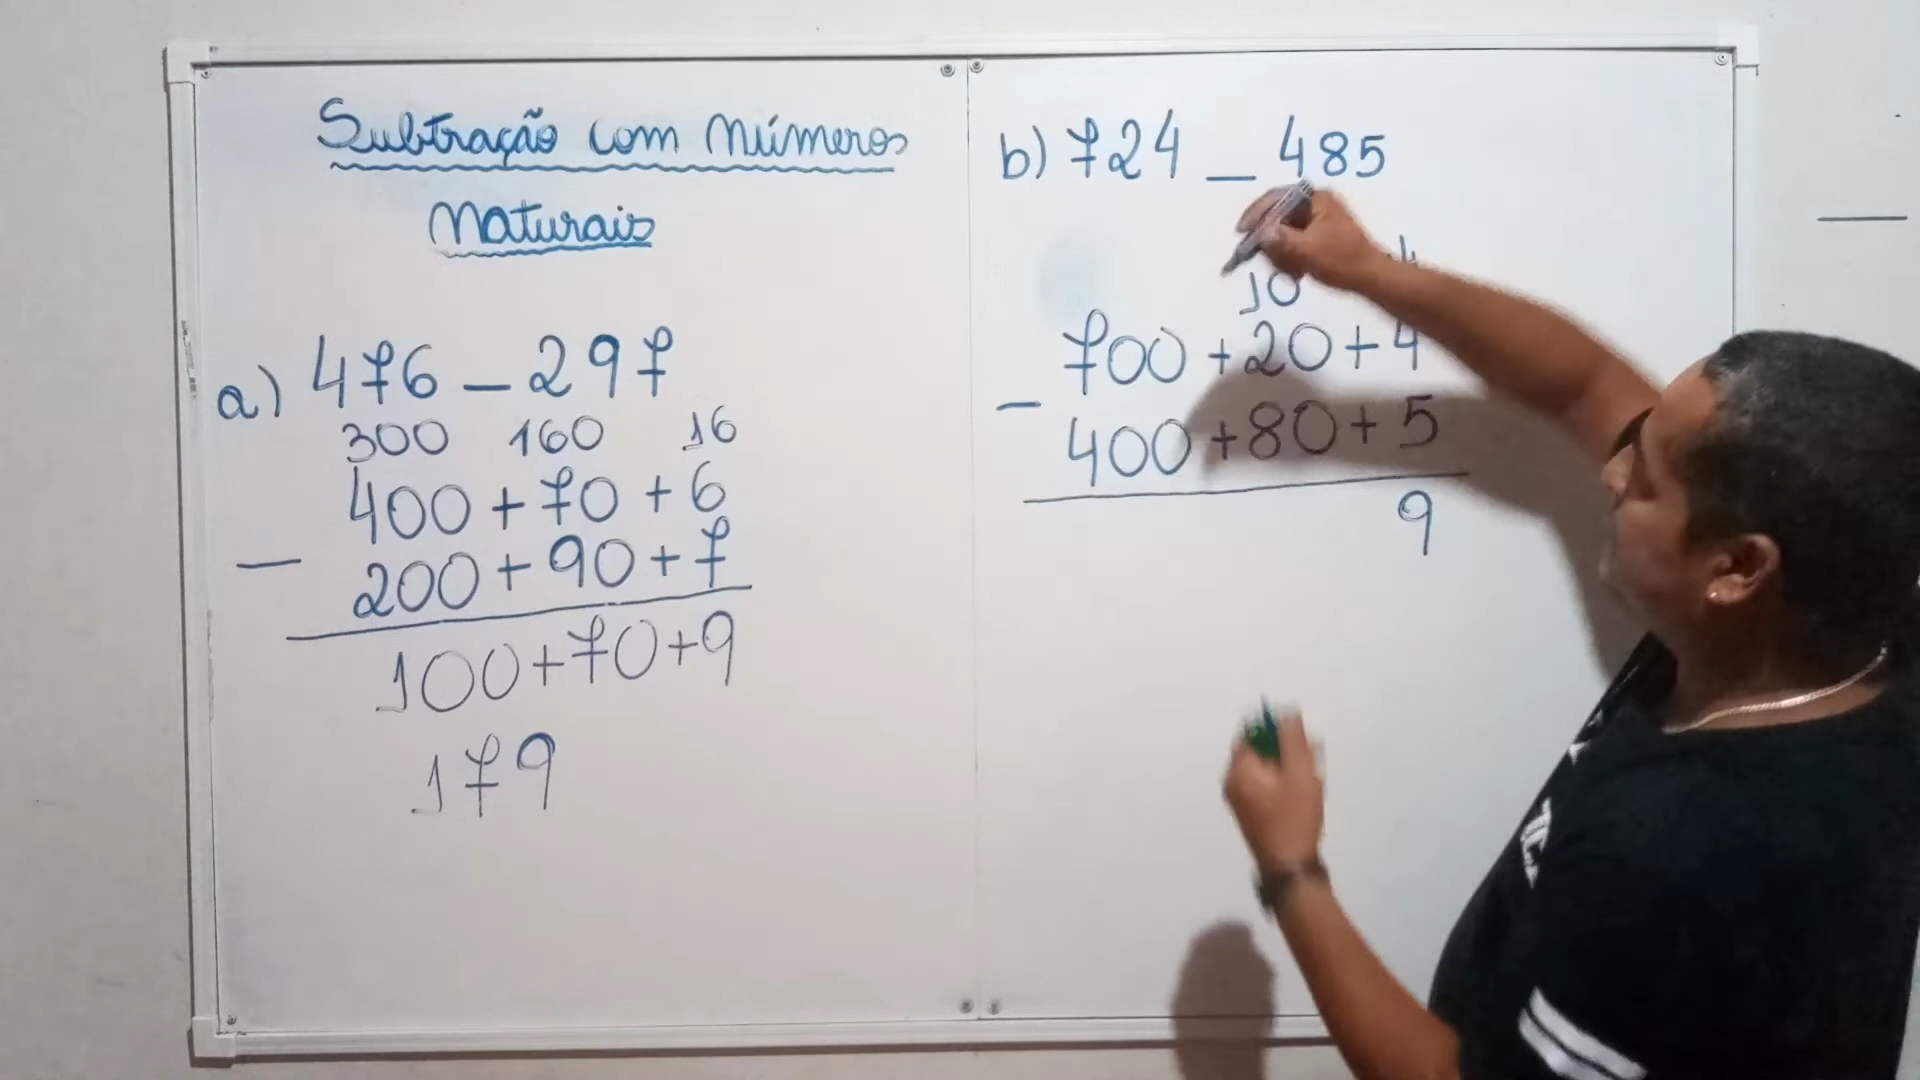 Subtração com Números
Naturais
a) 476 - 297
300 160 16
400 + 70 + 6
- 200 + 90 + 7
100 + 70 + 9
179
b) 724 - 485
10
700 + 20 + 4
- 400 + 80 + 5
9